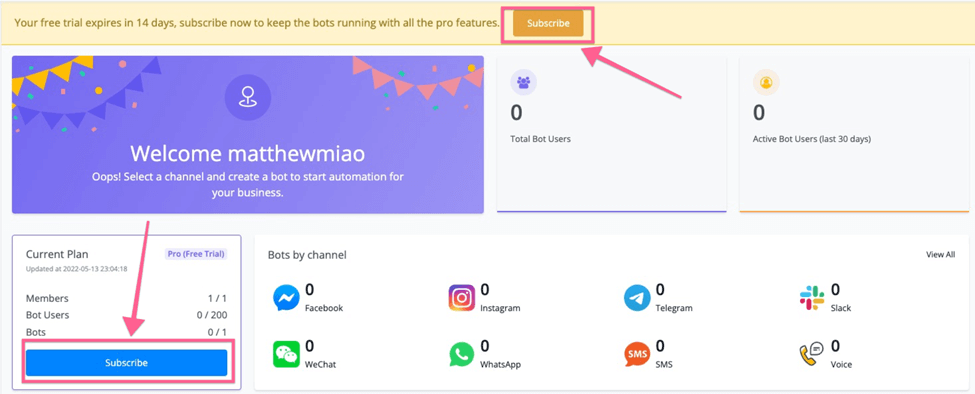 Your free trial expires in 14 days, subscribe now to keep the bots running with all the pro features.
Subscribe
Welcome matthewmiao
Oops! Select a channel and create a bot to start automation for
your business.
0
Total Bot Users
0
Active Bot Users (last 30 days)
Current Plan
Pro (Free Trial)
Updated at 2022-05-13 23:04:18
Members 1 / 1
Bot Users 0 / 200
Bots 0 / 1
Subscribe
Bots by channel
View All
0
Facebook
0
Instagram
0
Telegram
0
Slack
0
WeChat
0
WhatsApp
SMS
0
SMS
0
Voice